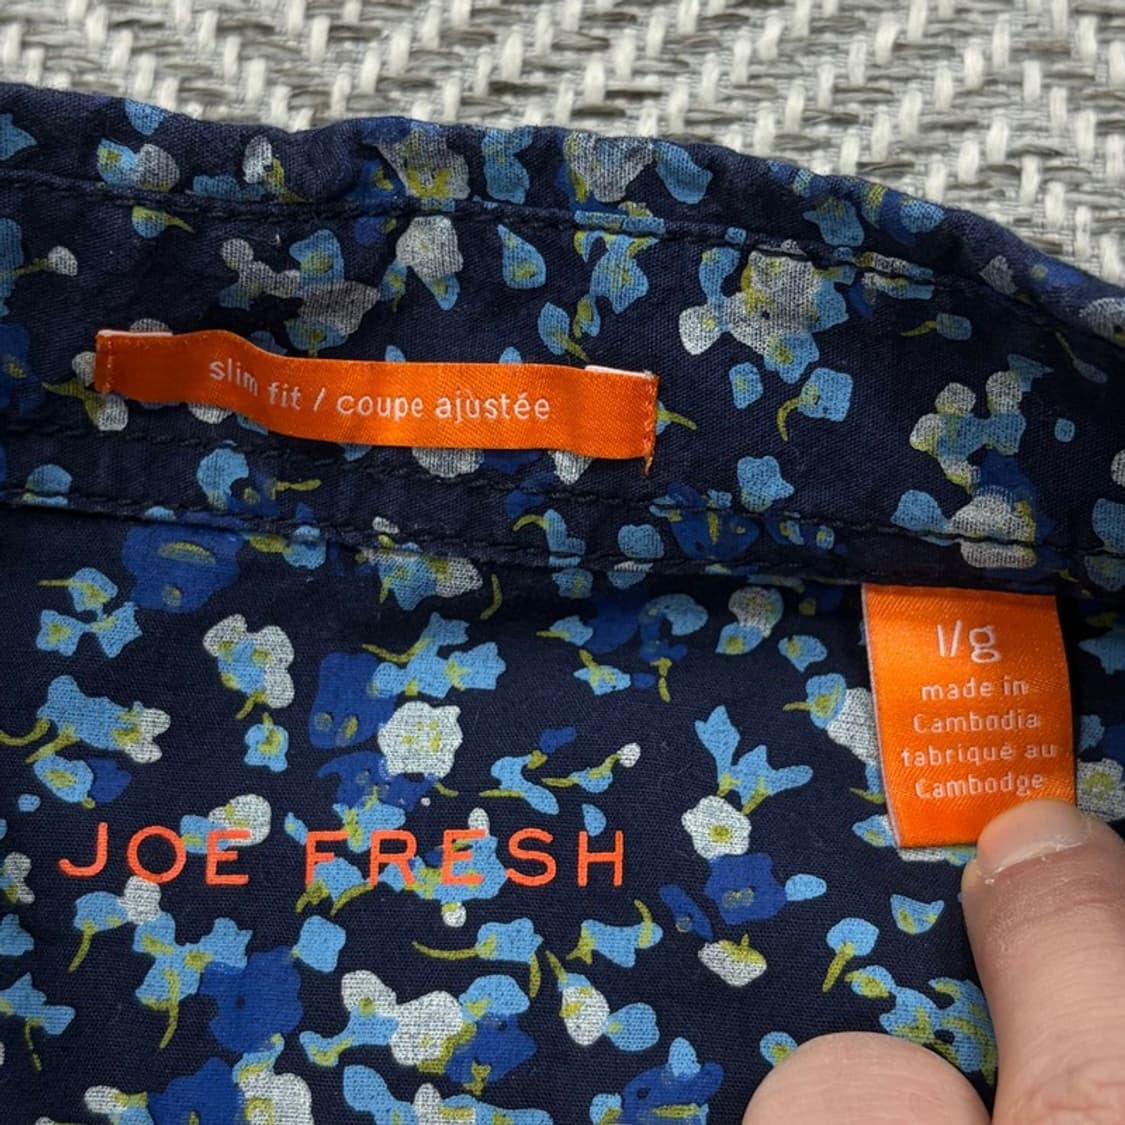 slim fit / coupe ajustée
l/g
made in
Cambodia
fabriqué au
Cambodge
JOE FRESH